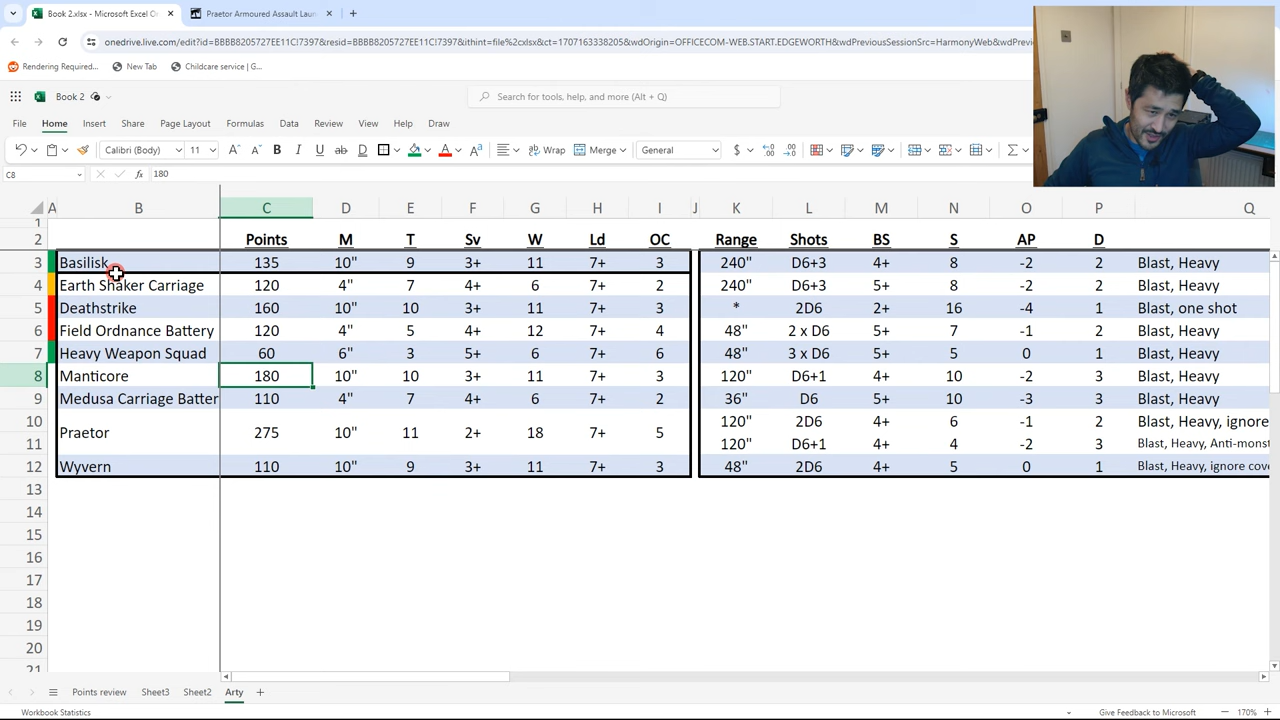 Book 2.xlsx - Microsoft Excel O
Praetor Armoured Assault Laun
onedrive.live.com/edit?id=BBBB8205727EE11C!7397&resid=BBBB8205727EE11C!7397&ithint=file%2cxlsx&ct=1707163338205&wdOrigin=OFFICECOM-WEB.START.EDGEWORTH&wdPreviousSessionSrc=HarmonyWeb&wdPrevio
Rendering Required... New Tab Childcare service | G...
Book 2 Search for tools, help, and more (Alt + Q)
File Home Insert Share Page Layout Formulas Data Review View Help Draw
Calibri (Body) 11 A A B I U ab D A A Wrap Merge General $ .00 .0 Σ
C8 fx 180
A B C D E F G H I J K L M N O P Q
1
2 Points M T Sv W Ld OC Range Shots BS S AP D
3 Basilisk 135 10" 9 3+ 11 7+ 3 240" D6+3 4+ 8 -2 2 Blast, Heavy
4 Earth Shaker Carriage 120 4" 7 4+ 6 7+ 2 240" D6+3 5+ 8 -2 2 Blast, Heavy
5 Deathstrike 160 10" 10 3+ 11 7+ 3 * 2D6 2+ 16 -4 1 Blast, one shot
6 Field Ordnance Battery 120 4" 5 4+ 12 7+ 4 48" 2 x D6 5+ 7 -1 2 Blast, Heavy
7 Heavy Weapon Squad 60 6" 3 5+ 6 7+ 6 48" 3 x D6 5+ 5 0 1 Blast, Heavy
8 Manticore 180 10" 10 3+ 11 7+ 3 120" D6+1 4+ 10 -2 3 Blast, Heavy
9 Medusa Carriage Batter 110 4" 7 4+ 6 7+ 2 36" D6 5+ 10 -3 3 Blast, Heavy
10 120" 2D6 4+ 6 -1 2 Blast, Heavy, ignore
Praetor 275 10" 11 2+ 18 7+ 5
11 120" D6+1 4+ 4 -2 3 Blast, Heavy, Anti-monst
12 Wyvern 110 10" 9 3+ 11 7+ 3 48" 2D6 4+ 5 0 1 Blast, Heavy, ignore cove
13
14
15
16
17
18
19
20
21
Points review Sheet3 Sheet2 Arty
Workbook Statistics Give Feedback to Microsoft 170%